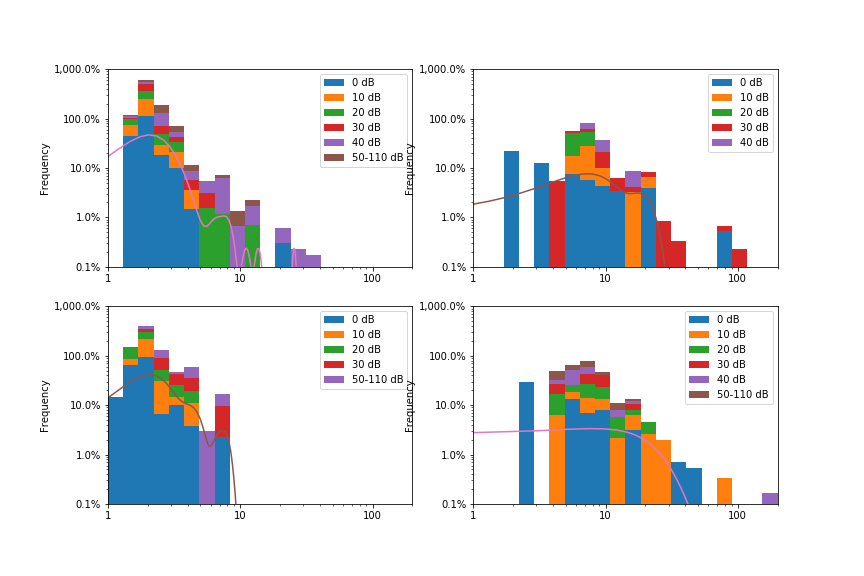 1,000.0%
100.0%
10.0%
1.0%
0.1%
Frequency
1 10 100
0 dB
10 dB
20 dB
30 dB
40 dB
50-110 dB
1,000.0%
100.0%
10.0%
1.0%
0.1%
Frequency
1 10 100
0 dB
10 dB
20 dB
30 dB
40 dB
1,000.0%
100.0%
10.0%
1.0%
0.1%
Frequency
1 10 100
0 dB
10 dB
20 dB
30 dB
50-110 dB
1,000.0%
100.0%
10.0%
1.0%
0.1%
Frequency
1 10 100
0 dB
10 dB
20 dB
30 dB
40 dB
50-110 dB